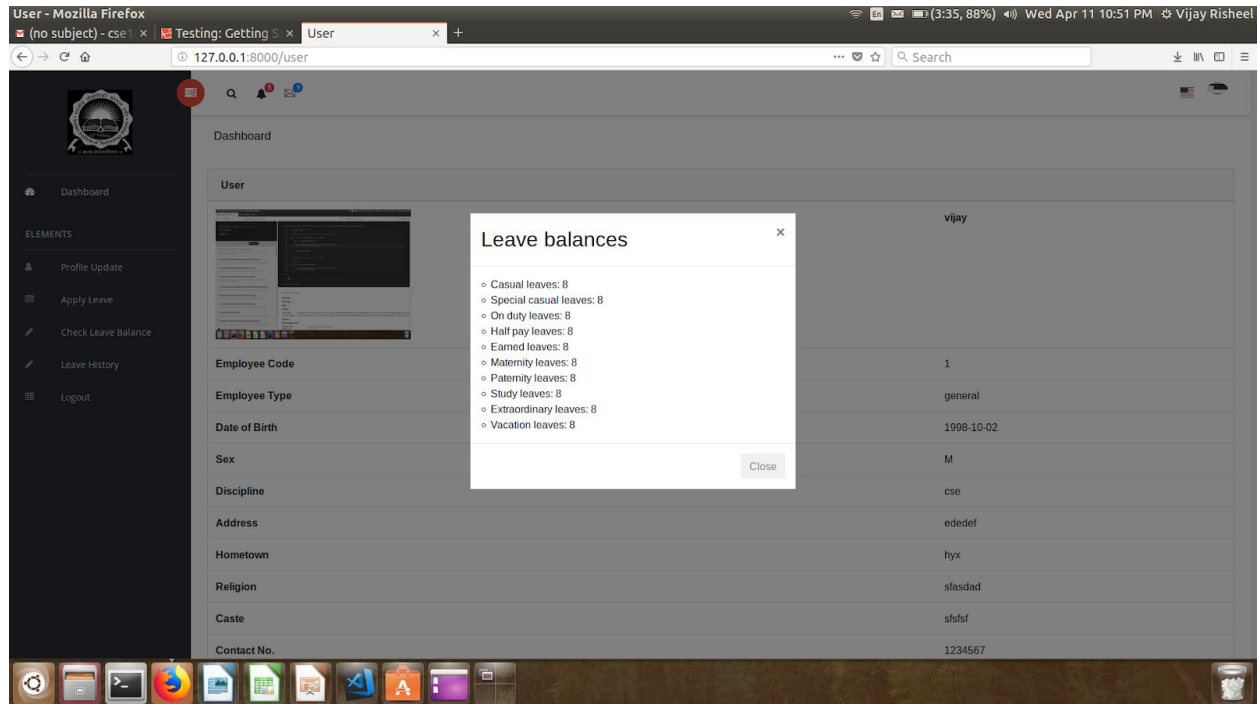 User - Mozilla Firefox
En (3:35, 88%) Wed Apr 11 10:51 PM Vijay Risheel
(no subject) - cse1 × Testing: Getting S × User × +
127.0.0.1:8000/user ... Search
5 9
Dashboard
Dashboard
ELEMENTS
Profile Update
Apply Leave
Check Leave Balance
Leave History
Logout
User
vijay
Employee Code 1
Employee Type general
Date of Birth 1998-10-02
Sex M
Discipline cse
Address ededef
Hometown hyx
Religion sfasdad
Caste sfsfsf
Contact No. 1234567
Leave balances ×
Casual leaves: 8
Special casual leaves: 8
On duty leaves: 8
Half pay leaves: 8
Earned leaves: 8
Maternity leaves: 8
Paternity leaves: 8
Study leaves: 8
Extraordinary leaves: 8
Vacation leaves: 8
Close